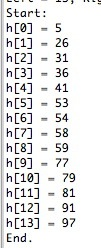 Start:
h[0] = 5
h[1] = 26
h[2] = 31
h[3] = 36
h[4] = 41
h[5] = 53
h[6] = 54
h[7] = 58
h[8] = 59
h[9] = 77
h[10] = 79
h[11] = 81
h[12] = 91
h[13] = 97
End.